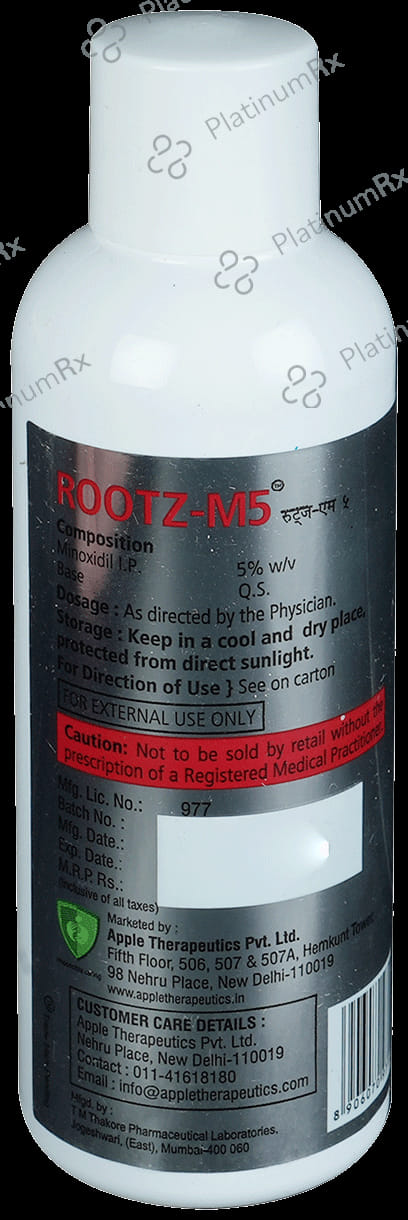 PlatinumRx
PlatinumRx
PlatinumRx
ROOTZ-M5™ रूट्ज-एम ५
Composition
Minoxidil I.P. 5% w/v
Base Q.S.
Dosage : As directed by the Physician.
Storage : Keep in a cool and dry place,
protected from direct sunlight.
For Direction of Use } See on carton
FOR EXTERNAL USE ONLY
Caution: Not to be sold by retail without the
prescription of a Registered Medical Practitioner.
Mfg. Lic. No.: 977
Batch No. :
Mfg. Date.:
Exp. Date.:
M.R.P. Rs.:
(Inclusive of all taxes)
Marketed by :
Apple Therapeutics Pvt. Ltd.
Fifth Floor, 506, 507 & 507A, Hemkunt Tower
98 Nehru Place, New Delhi-110019
www.appletherapeutics.in
CUSTOMER CARE DETAILS :
Apple Therapeutics Pvt. Ltd.
Nehru Place, New Delhi-110019
Contact : 011-41618180
Email : info@appletherapeutics.com
Mfgd. by :
T M Thakore Pharmaceutical Laboratories.
Jogeshwari, (East), Mumbai-400 060